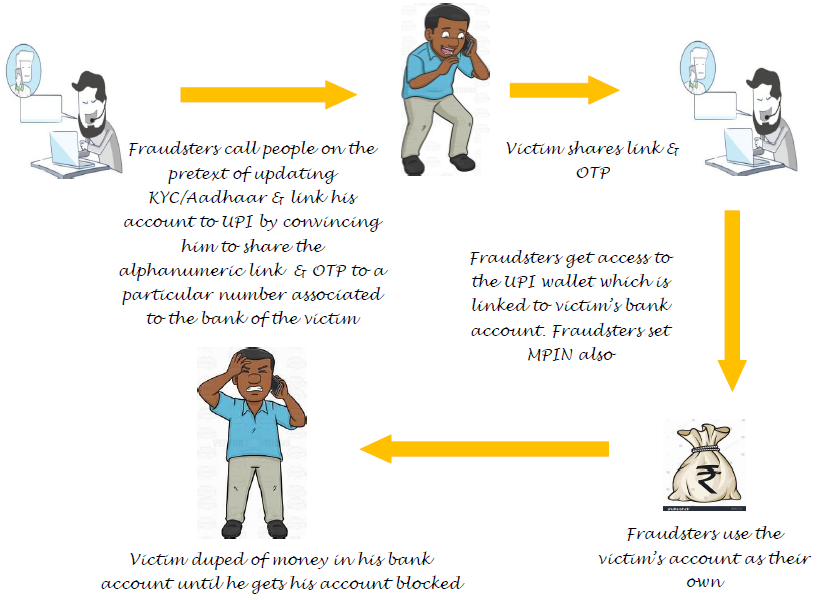 Fraudsters call people on the
pretext of updating
KYC/Aadhaar & link his
account to UPI by convincing
him to share the
alphanumeric link & OTP to a
particular number associated
to the bank of the victim
Victim shares link &
OTP
Fraudsters get access to
the UPI wallet which is
linked to victim's bank
account. Fraudsters set
MPIN also
₹
Fraudsters use the
victim's account as their
own
Victim duped of money in his bank
account until he gets his account blocked